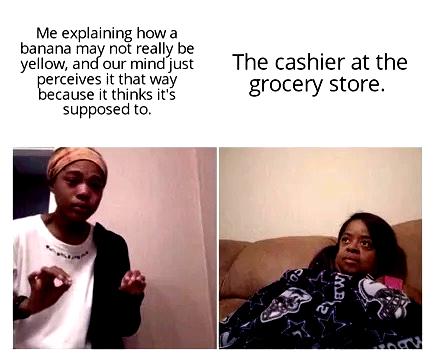 Me explaining how a
banana may not really be
yellow, and our mind just
perceives it that way
because it thinks it's
supposed to.
The cashier at the
grocery store.